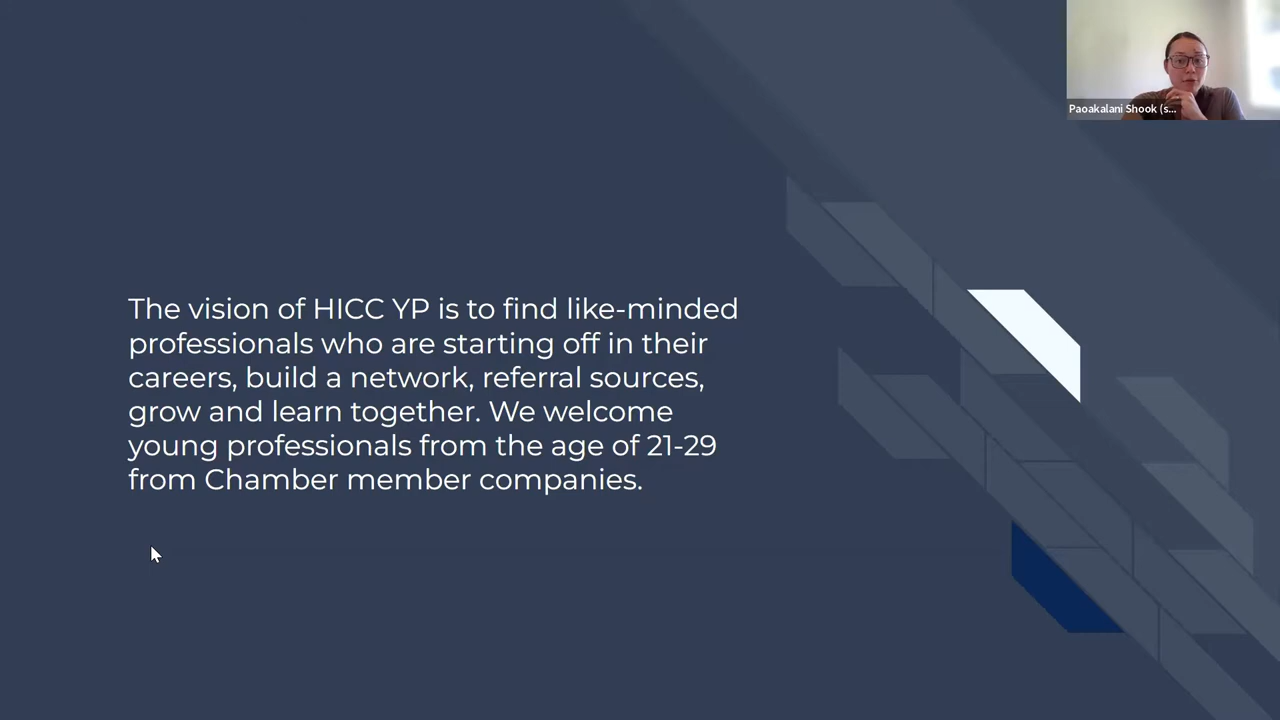 Paoakalani Shook (s...
The vision of HICC YP is to find like-minded
professionals who are starting off in their
careers, build a network, referral sources,
grow and learn together. We welcome
young professionals from the age of 21-29
from Chamber member companies.